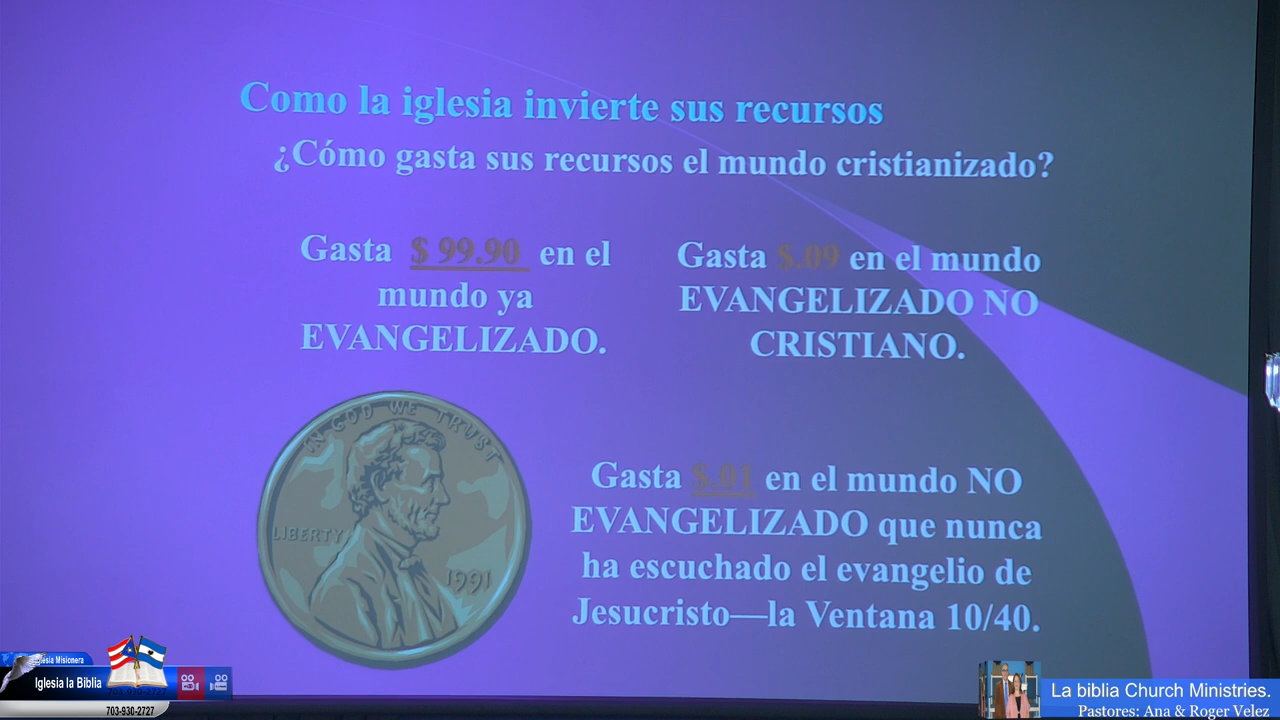 Como la iglesia invierte sus recursos
¿Cómo gasta sus recursos el mundo cristianizado?
Gasta $ 99.90 en el
mundo ya
EVANGELIZADO.
Gasta $.09 en el mundo
EVANGELIZADO NO
CRISTIANO.
IN GOD WE TRUST
LIBERTY
1991
Gasta $.01 en el mundo NO
EVANGELIZADO que nunca
ha escuchado el evangelio de
Jesucristo—la Ventana 10/40.
Iglesia Misionera
Iglesia la Biblia
703-930-2727
703-930-2727
La biblia Church Ministries.
Pastores: Ana & Roger Velez